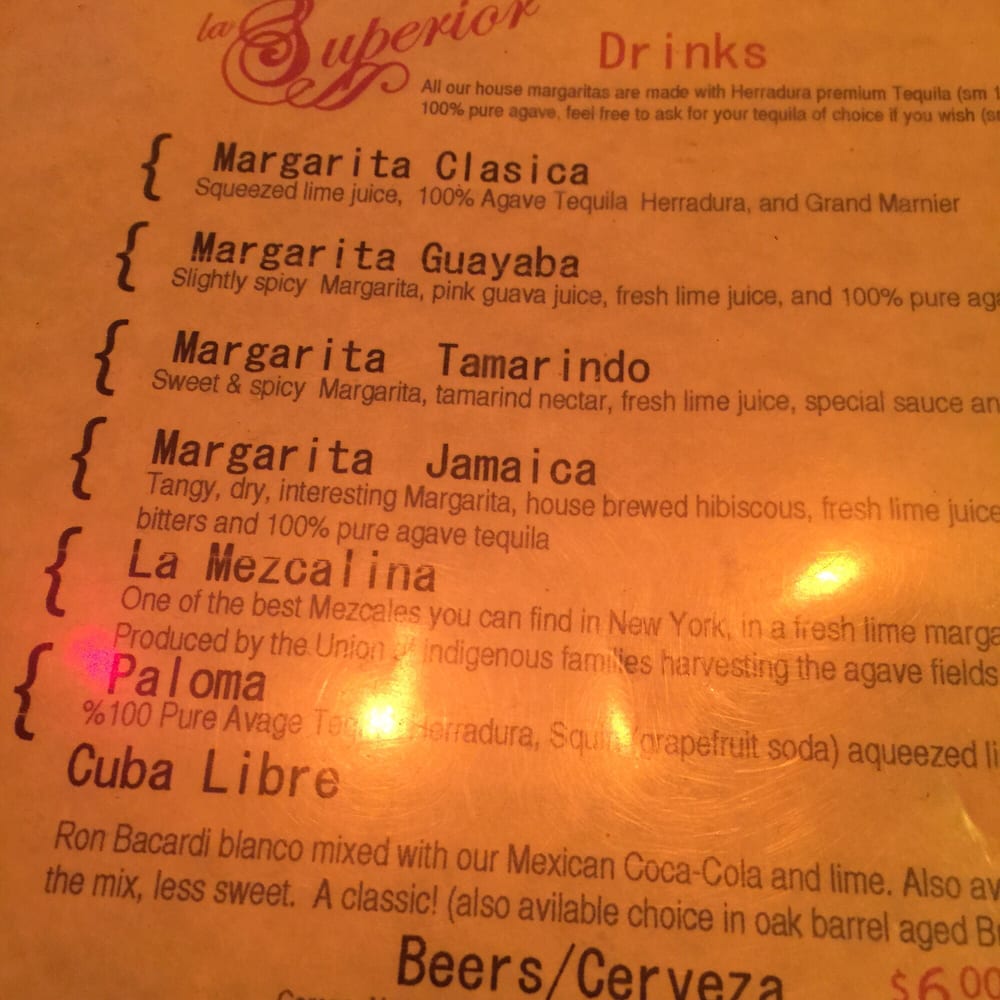 la Superior
Drinks
All our house margaritas are made with Herradura premium Tequila (sm
100% pure agave, feel free to ask for your tequila of choice if you wish
{ Margarita Clasica
Squeezed lime juice, 100% Agave Tequila Herradura, and Grand Marnier
{ Margarita Guayaba
Slightly spicy Margarita, pink guava juice, fresh lime juice, and 100% pure
{ Margarita Tamarindo
Sweet & spicy Margarita, tamarind nectar, fresh lime juice, special sauce
{ Margarita Jamaica
Tangy, dry, interesting Margarita, house brewed hibiscous, fresh lime juice
bitters and 100% pure agave tequila
{ La Mezcalina
One of the best Mezcales you can find in New York, in a fresh lime
Produced by the Union indigenous families harvesting the agave fields
{ Paloma
%100 Pure Avage Herradura, (grapefruit soda) aqueezed
Cuba Libre
Ron Bacardi blanco mixed with our Mexican Coca-Cola and lime. Also
the mix, less sweet. A classic! (also avilable choice in oak barrel aged
Beers/Cerveza $6.00